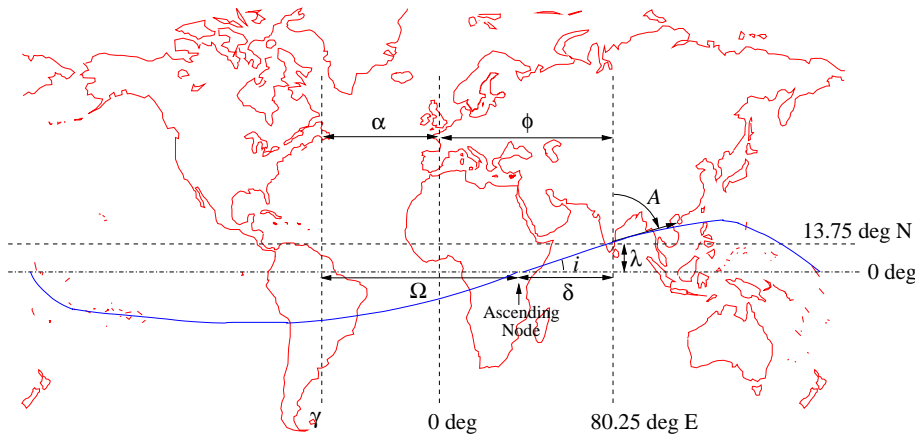 α
ϕ
A
13.75 deg N
λ
i
0 deg
Ω
δ
Ascending
Node
γ
0 deg
80.25 deg E